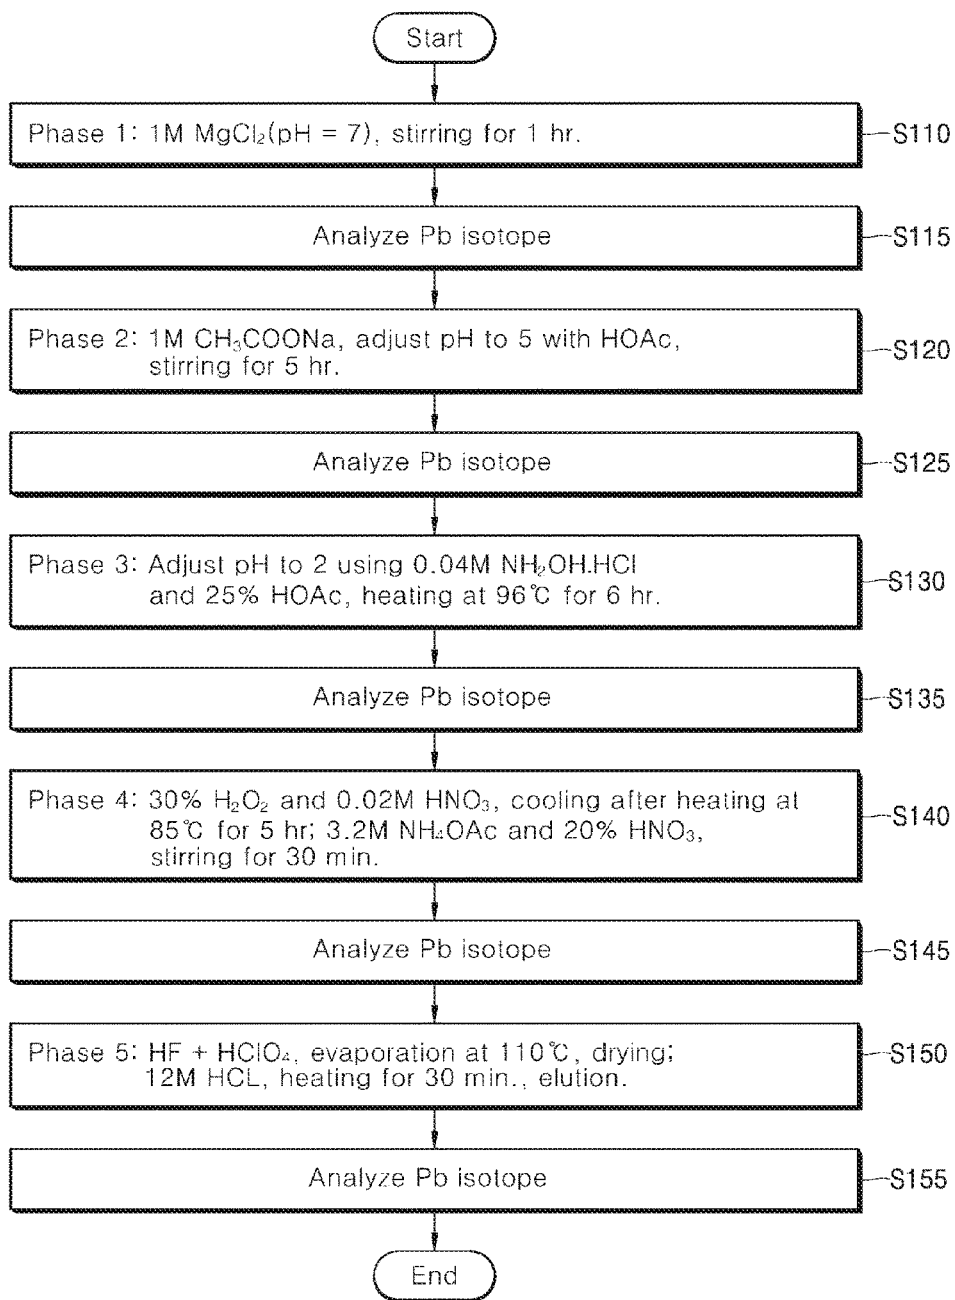 Start
Phase 1: 1M MgCl₂(pH = 7), stirring for 1 hr.
S110
Analyze Pb isotope
S115
Phase 2: 1M CH₃COONa, adjust pH to 5 with HOAc,
stirring for 5 hr.
S120
Analyze Pb isotope
S125
Phase 3: Adjust pH to 2 using 0.04M NH₂OH.HCl
and 25% HOAc, heating at 96℃ for 6 hr.
S130
Analyze Pb isotope
S135
Phase 4: 30% H₂O₂ and 0.02M HNO₃, cooling after heating at
85℃ for 5 hr; 3.2M NH₄OAc and 20% HNO₃,
stirring for 30 min.
S140
Analyze Pb isotope
S145
Phase 5: HF + HClO₄, evaporation at 110℃, drying;
12M HCL, heating for 30 min., elution.
S150
Analyze Pb isotope
S155
End